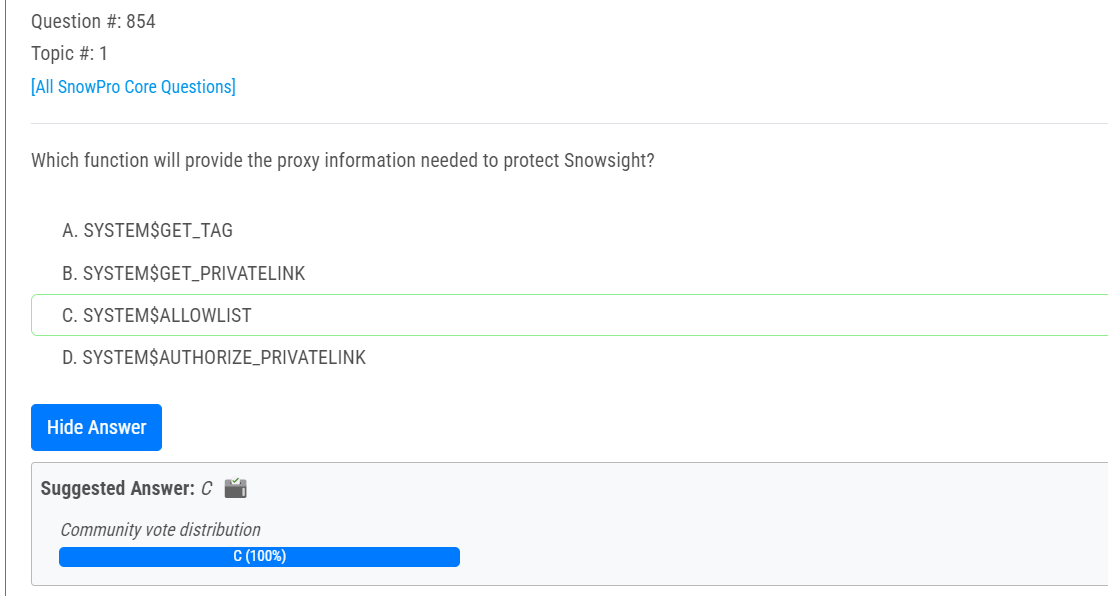 Question #: 854
Topic #: 1
[All SnowPro Core Questions]
Which function will provide the proxy information needed to protect Snowsight?
A. SYSTEM$GET_TAG
B. SYSTEM$GET_PRIVATELINK
C. SYSTEM$ALLOWLIST
D. SYSTEM$AUTHORIZE_PRIVATELINK
Hide Answer
Suggested Answer: C
Community vote distribution
C (100%)